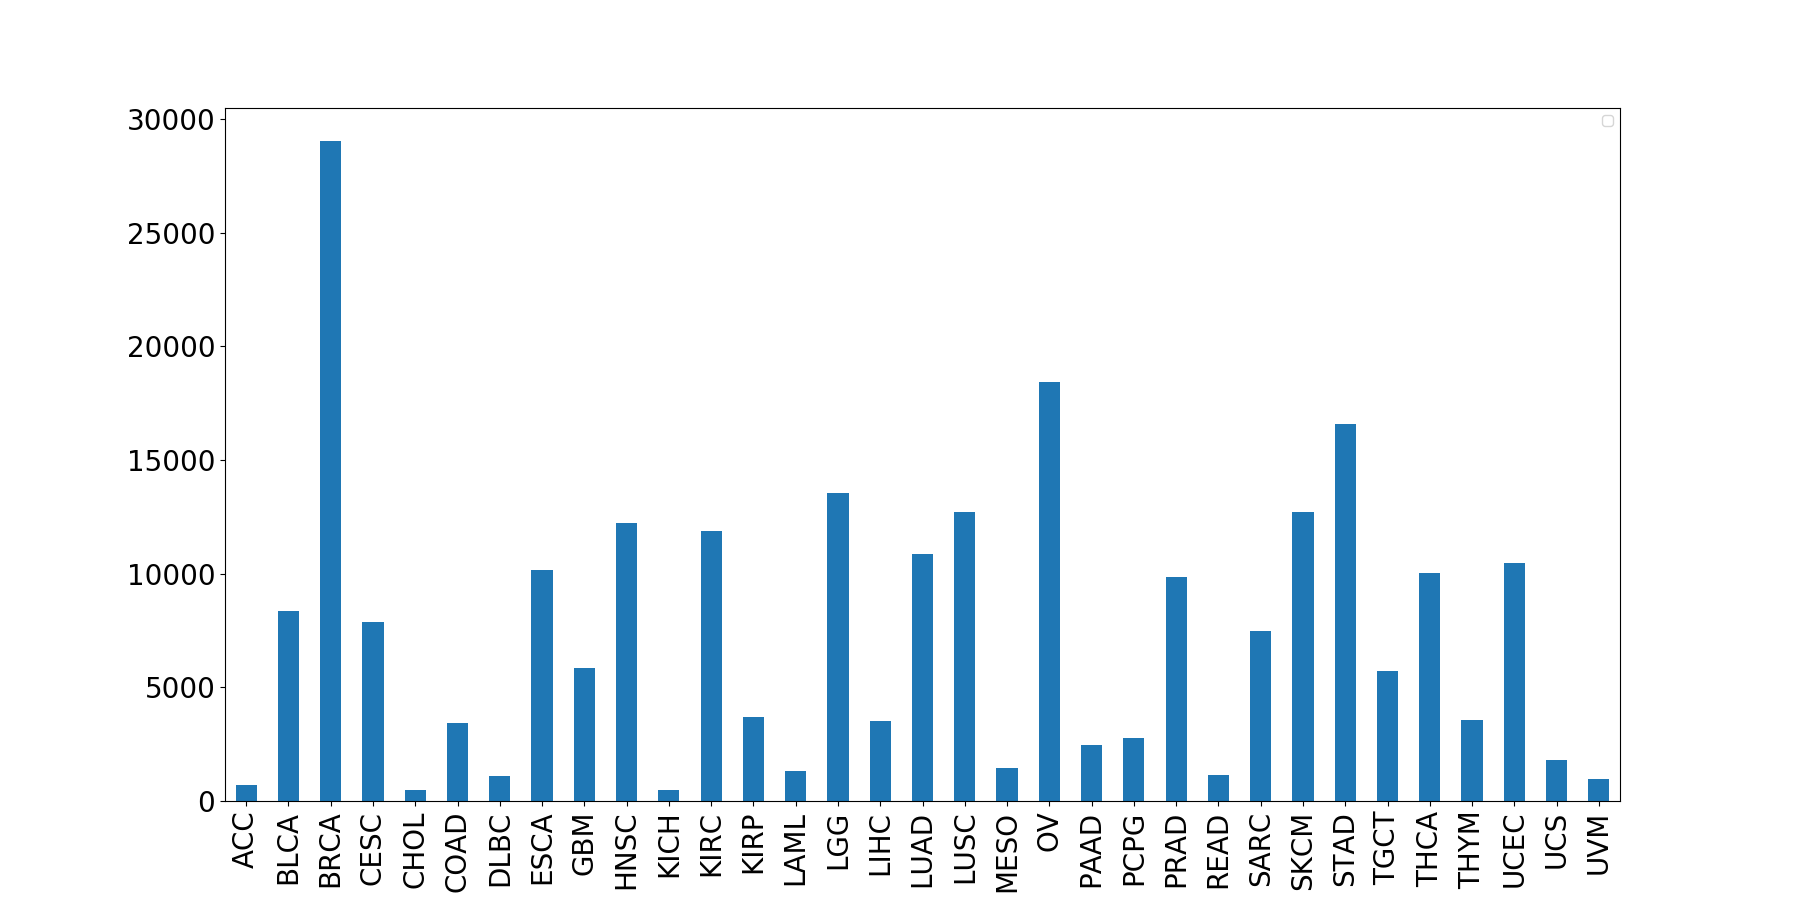 30000
25000
20000
15000
10000
5000
0
ACC
BLCA
BRCA
CESC
CHOL
COAD
DLBC
ESCA
GBM
HNSC
KICH
KIRC
KIRP
LAML
LGG
LIHC
LUAD
LUSC
MESO
OV
PAAD
PCPG
PRAD
READ
SARC
SKCM
STAD
TGCT
THCA
THYM
UCEC
UCS
UVM